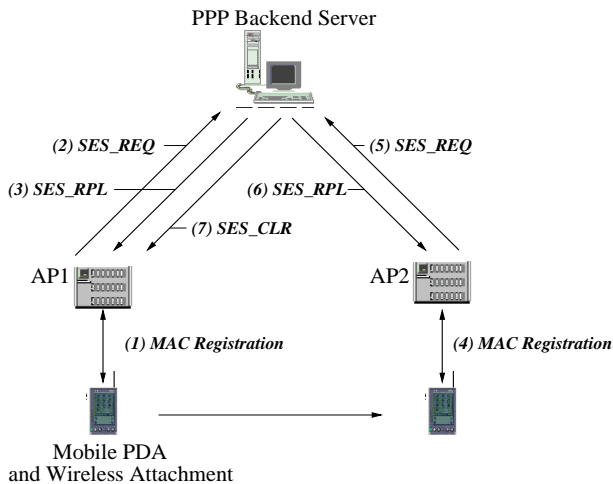 PPP Backend Server
(2) SES_REQ
(5) SES_REQ
(3) SES_RPL
(6) SES_RPL
(7) SES_CLR
AP1
AP2
(1) MAC Registration
(4) MAC Registration
Mobile PDA
and Wireless Attachment